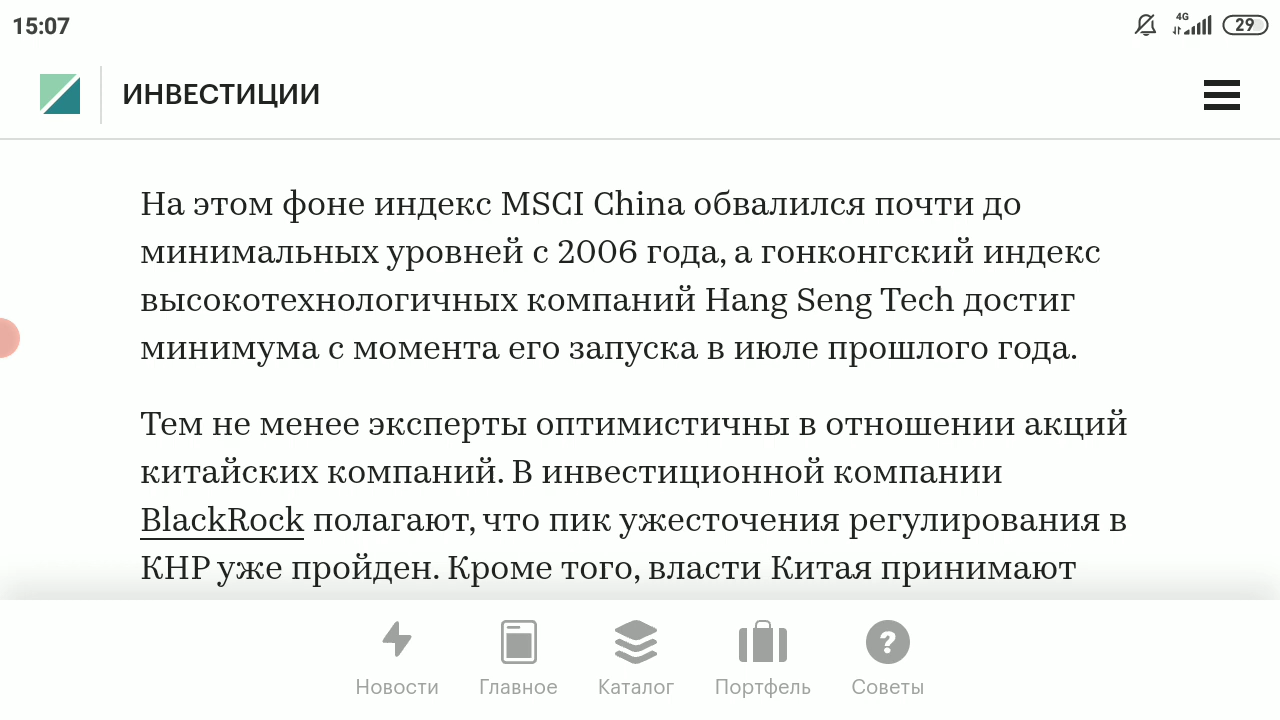 15:07
4G
29
ИНВЕСТИЦИИ
На этом фоне индекс MSCI China обвалился почти до
минимальных уровней с 2006 года, а гонконгский индекс
высокотехнологичных компаний Hang Seng Tech достиг
минимума с момента его запуска в июле прошлого года.
Тем не менее эксперты оптимистичны в отношении акций
китайских компаний. В инвестиционной компании
BlackRock полагают, что пик ужесточения регулирования в
КНР уже пройден. Кроме того, власти Китая принимают
Новости Главное Каталог Портфель Советы